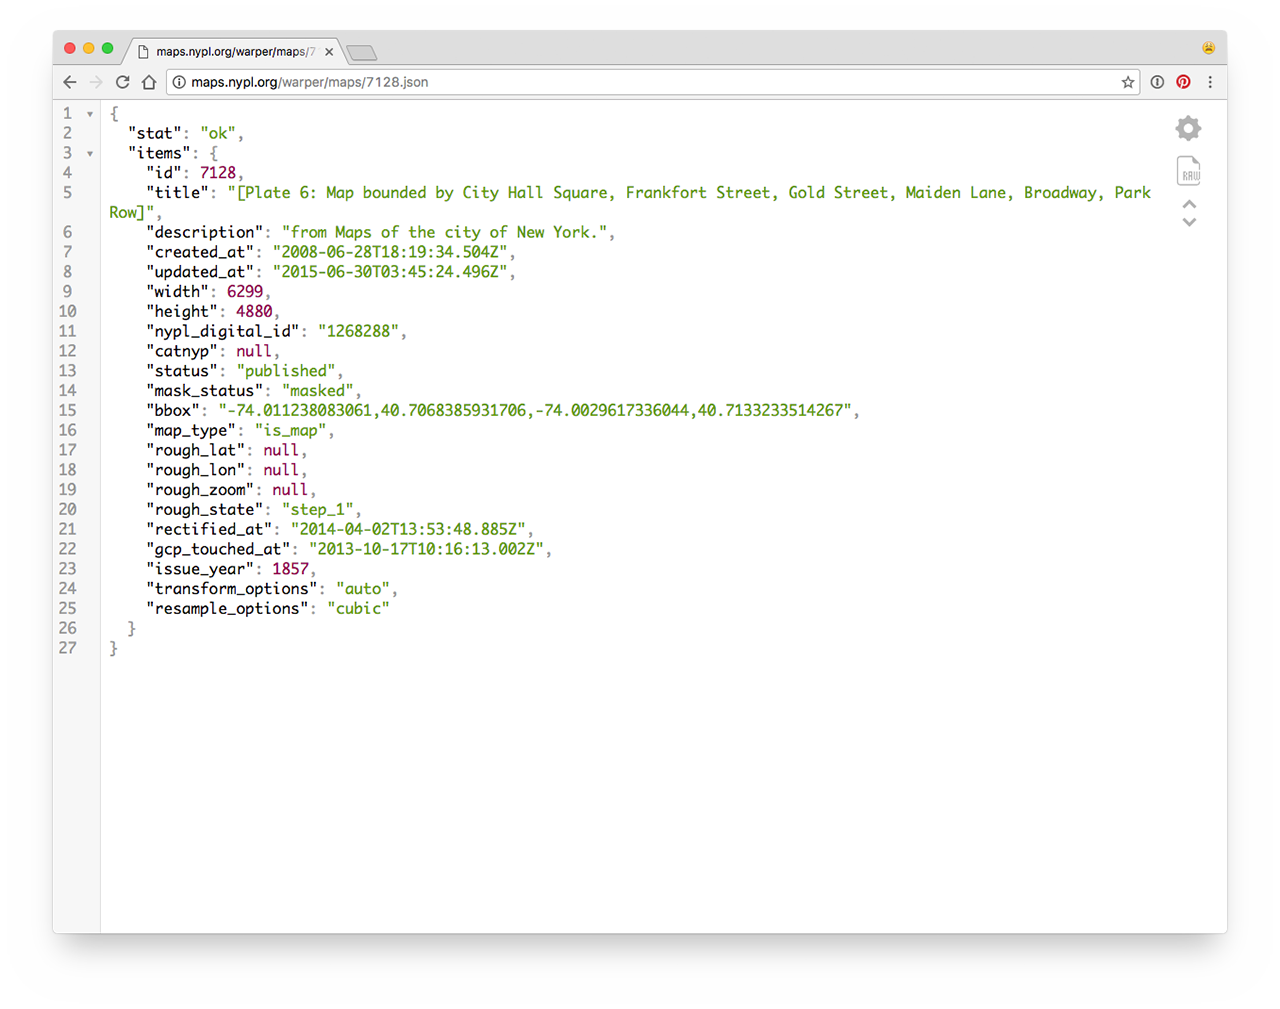 maps.nypl.org/warper/maps/7
maps.nypl.org/warper/maps/7128.json
1 {
2 "stat": "ok",
3 "items": {
4 "id": 7128,
5 "title": "[Plate 6: Map bounded by City Hall Square, Frankfort Street, Gold Street, Maiden Lane, Broadway, Park
Row]",
6 "description": "from Maps of the city of New York.",
7 "created_at": "2008-06-28T18:19:34.504Z",
8 "updated_at": "2015-06-30T03:45:24.496Z",
9 "width": 6299,
10 "height": 4880,
11 "nypl_digital_id": "1268288",
12 "catnyp": null,
13 "status": "published",
14 "mask_status": "masked",
15 "bbox": "-74.011238083061,40.7068385931706,-74.0029617336044,40.7133233514267",
16 "map_type": "is_map",
17 "rough_lat": null,
18 "rough_lon": null,
19 "rough_zoom": null,
20 "rough_state": "step_1",
21 "rectified_at": "2014-04-02T13:53:48.885Z",
22 "gcp_touched_at": "2013-10-17T10:16:13.002Z",
23 "issue_year": 1857,
24 "transform_options": "auto",
25 "resample_options": "cubic"
26 }
27 }
RAW